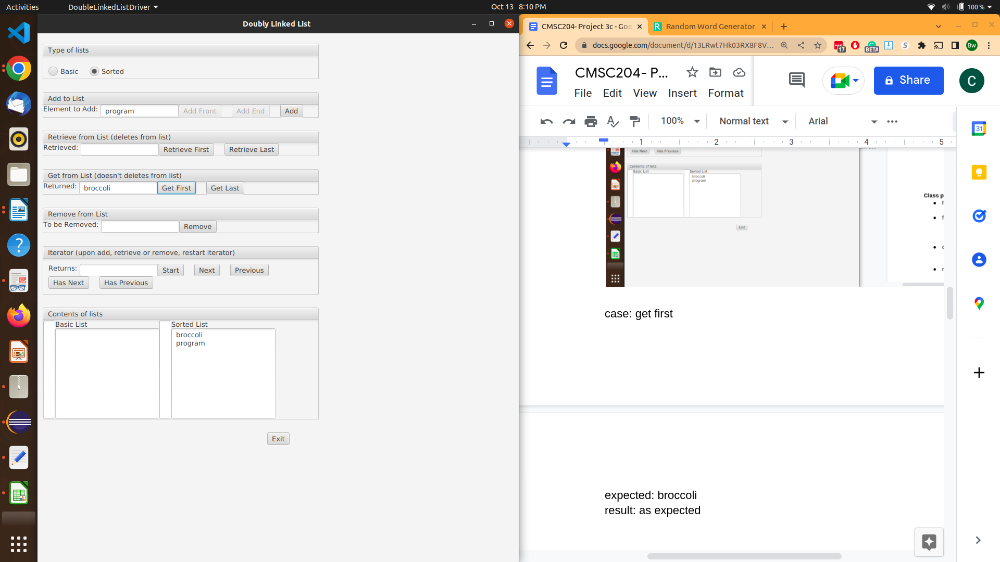 Activities
DoubleLinkedListDriver
Oct 13 8:10 PM
100 %
Doubly Linked List
Type of lists
Basic Sorted
Add to List
Element to Add: program Add Front Add End Add
Retrieve from List (deletes from list)
Retrieved: Retrieve First Retrieve Last
Get from List (doesn't deletes from list)
Returned: broccoli Get First Get Last
Remove from List
To be Removed: Remove
Iterator (upon add, retrieve or remove, restart iterator)
Returns: Start Next Previous
Has Next Has Previous
Contents of lists
Basic List Sorted List
broccoli
program
Exit
CMSC204- Project 3c - Goo
Random Word Generator
docs.google.com/document/d/13LRwt7Hk03RX8F8V...
17
BETA
Bw
CMSC204- P...
File Edit View Insert Format
Share
C
100% Normal text Arial
1 2 3 4 5
31
Has Next Has Previous
Contents of lists
Basic List Sorted List
broccoli
program
Exit
Class p
case: get first
expected: broccoli
result: as expected